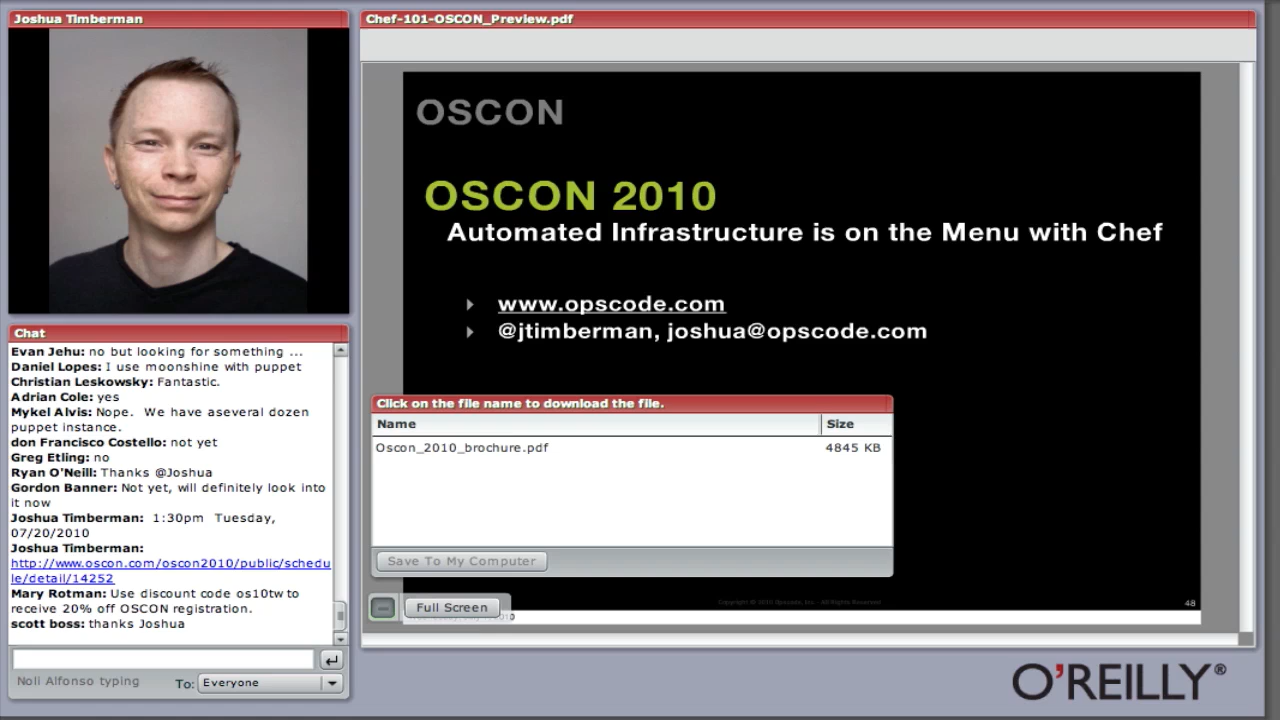 Joshua Timberman
Chat
Evan Jehu: no but looking for something ...
Daniel Lopes: I use moonshine with puppet
Christian Leskowsky: Fantastic.
Adrian Cole: yes
Mykel Alvis: Nope.  We have aseveral dozen
puppet instance.
don Francisco Costello: not yet
Greg Etling: no
Ryan O'Neill: Thanks @Joshua
Gordon Banner: Not yet, will definitely look into
it now
Joshua Timberman:  1:30pm  Tuesday,
07/20/2010
Joshua Timberman:
http://www.oscon.com/oscon2010/public/schedu
le/detail/14252
Mary Rotman: Use discount code os10tw to
receive 20% off OSCON registration.
scott boss: thanks Joshua
Noli Alfonso typing
To: Everyone
Chef-101-OSCON_Preview.pdf
OSCON
OSCON 2010
Automated Infrastructure is on the Menu with Chef
www.opscode.com
@jtimberman, joshua@opscode.com
Click on the file name to download the file.
Name Size
Oscon_2010_brochure.pdf 4845 KB
Save To My Computer
Copyright © 2010 Opscode, Inc. - All Rights Reserved 48
Full Screen
O'REILLY®